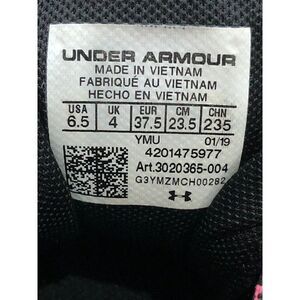 UNDER ARMOUR
MADE IN VIETNAM
FABRIQUÉ AU VIETNAM
HECHO EN VIETNAM
USA UK EUR CM CHN
6.5 4 37.5 23.5 235
YMU 01/19
4201475977
Art.3020365-004
G3YMZMCH00282